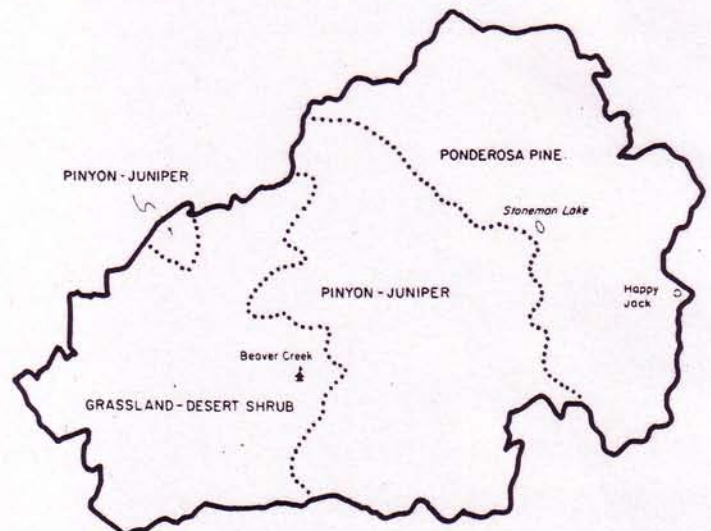 PONDEROSA PINE
PINYON-JUNIPER
Stoneman Lake
PINYON-JUNIPER
Happy
Jack
Beaver Creek
GRASSLAND-DESERT SHRUB